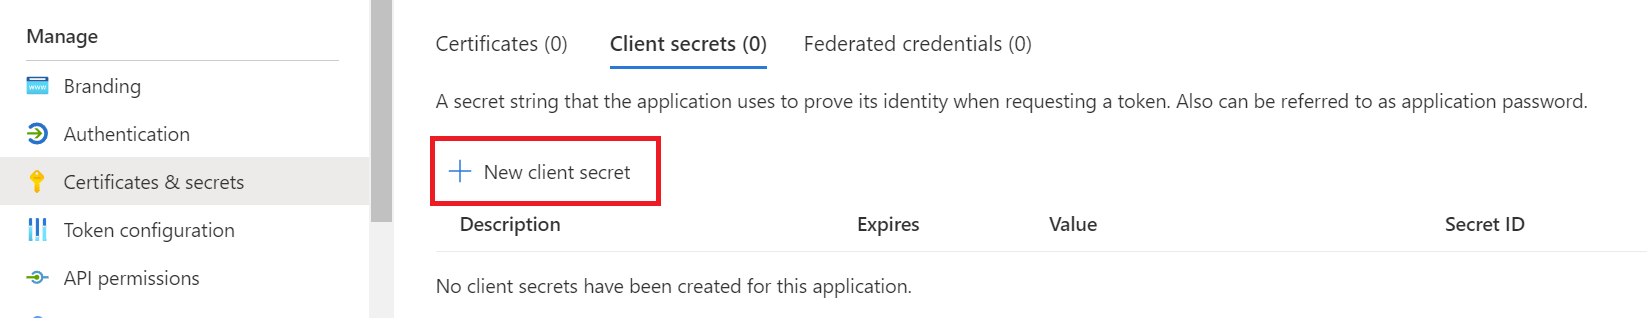 Manage
Branding
Authentication
Certificates & secrets
Token configuration
API permissions
Certificates (0) Client secrets (0) Federated credentials (0)
A secret string that the application uses to prove its identity when requesting a token. Also can be referred to as application password.
New client secret
Description Expires Value Secret ID
No client secrets have been created for this application.